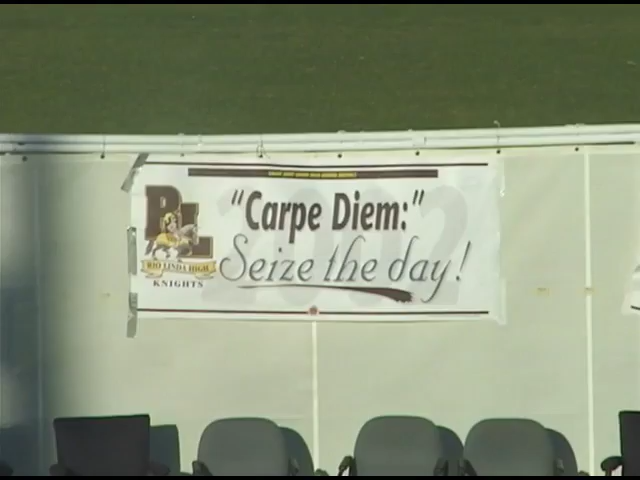 RL
RIO LINDA HIGH
KNIGHTS
2002
"Carpe Diem:"
Seize the day!